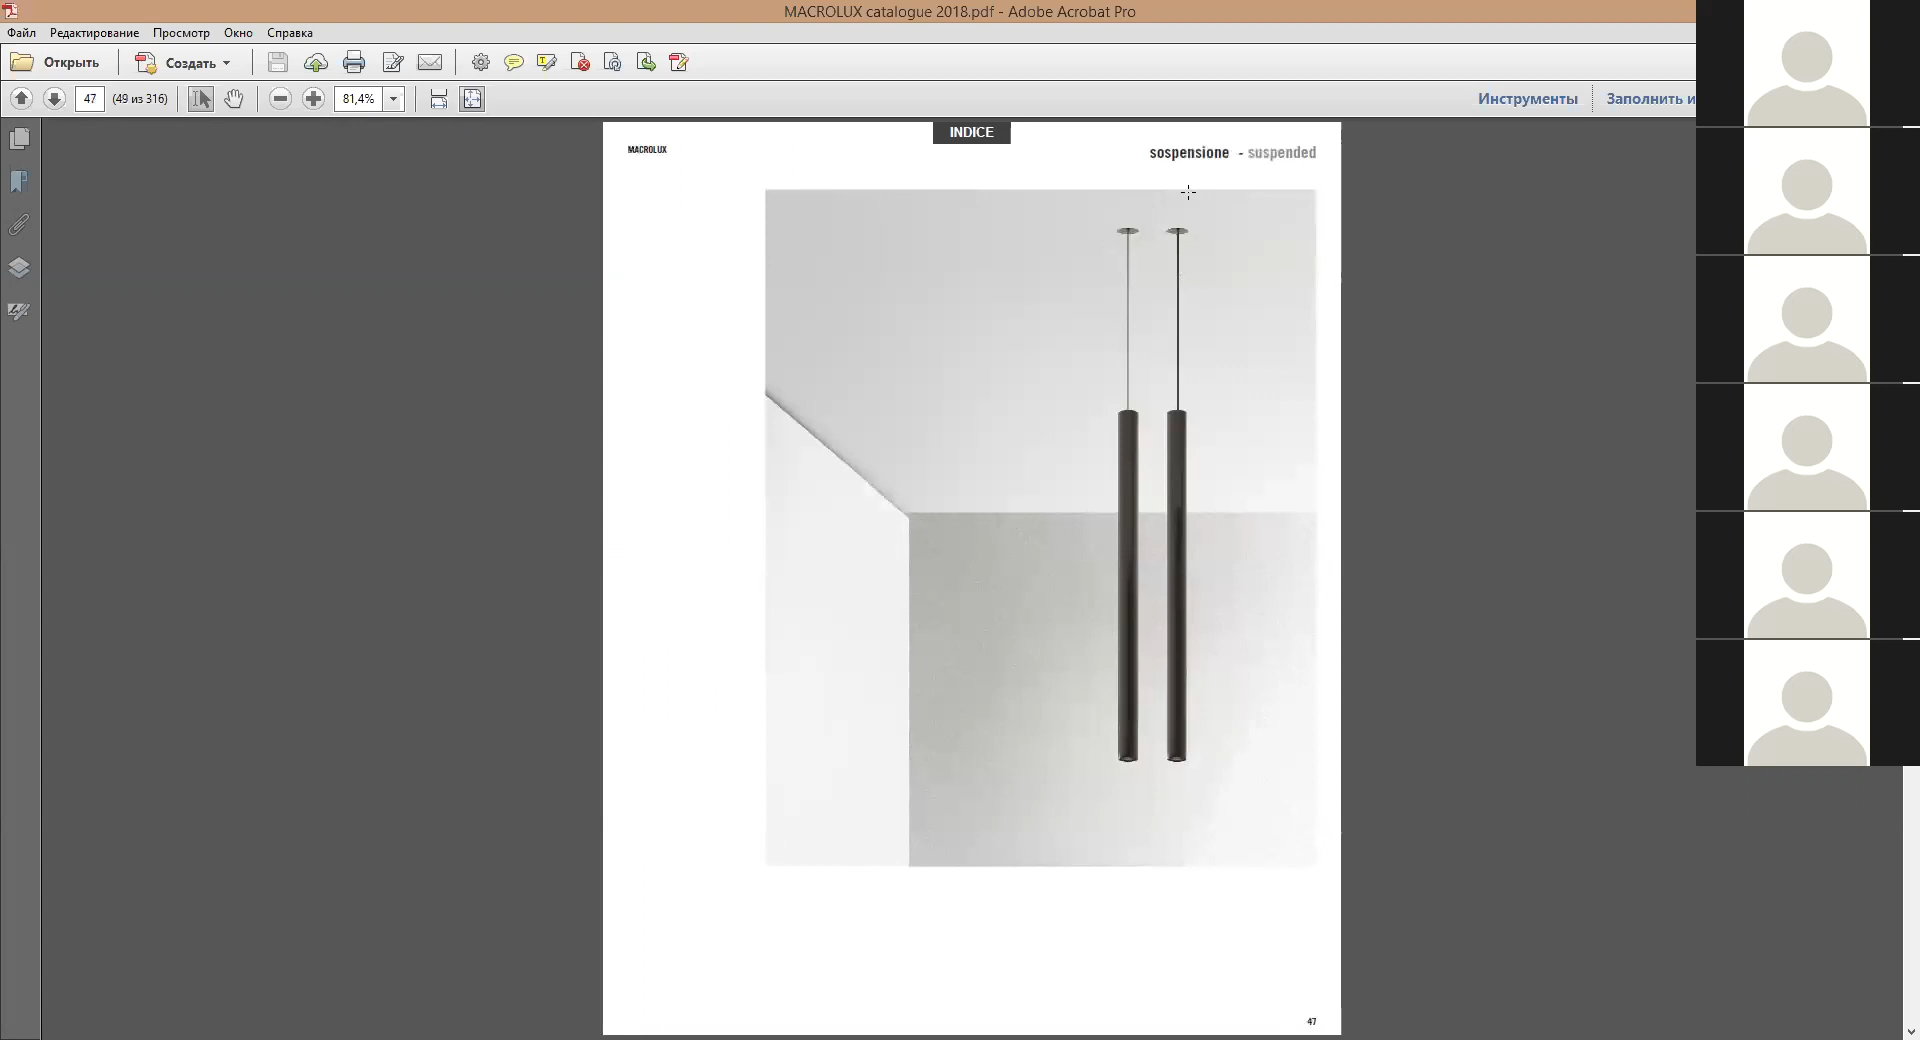 MACROLUX catalogue 2018.pdf - Adobe Acrobat Pro
Файл Редактирование Просмотр Окно Справка
Открыть Создать
47 (49 из 316) 81,4% Инструменты Заполнить и
INDICE
MACROLUX sospensione - suspended
47